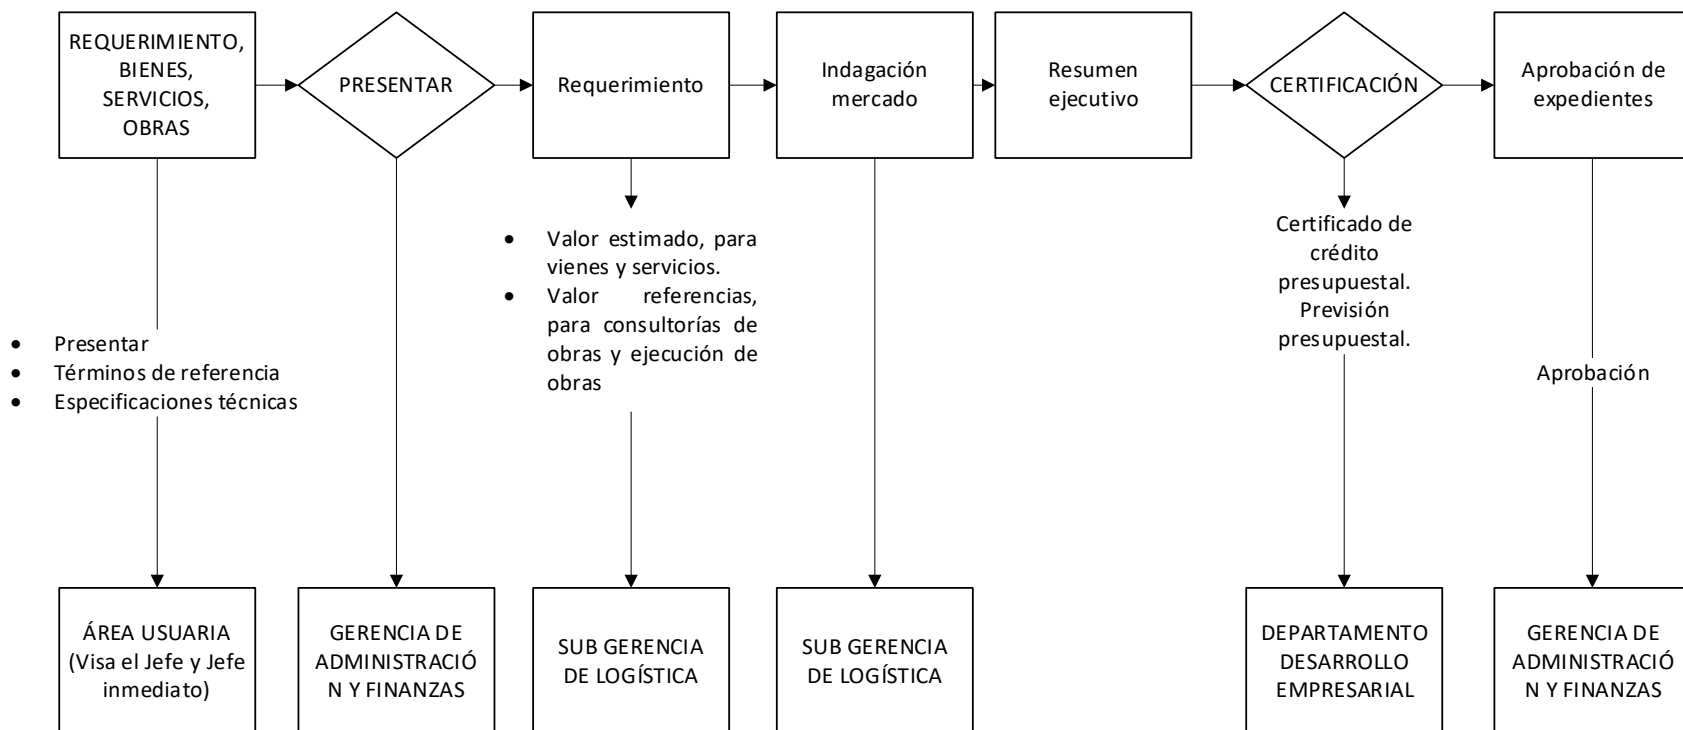 REQUERIMIENTO,
BIENES,
SERVICIOS,
OBRAS
PRESENTAR
Requerimiento
Indagación
mercado
Resumen
ejecutivo
CERTIFICACIÓN
Aprobación de
expedientes
• Presentar
• Términos de referencia
• Especificaciones técnicas
• Valor estimado, para
vienes y servicios.
• Valor referencias,
para consultorías de
obras y ejecución de
obras
Certificado de
crédito
presupuestal.
Previsión
presupuestal.
Aprobación
ÁREA USUARIA
(Visa el Jefe y Jefe
inmediato)
GERENCIA DE
ADMINISTRACIÓ
N Y FINANZAS
SUB GERENCIA
DE LOGÍSTICA
SUB GERENCIA
DE LOGÍSTICA
DEPARTAMENTO
DESARROLLO
EMPRESARIAL
GERENCIA DE
ADMINISTRACIÓ
N Y FINANZAS